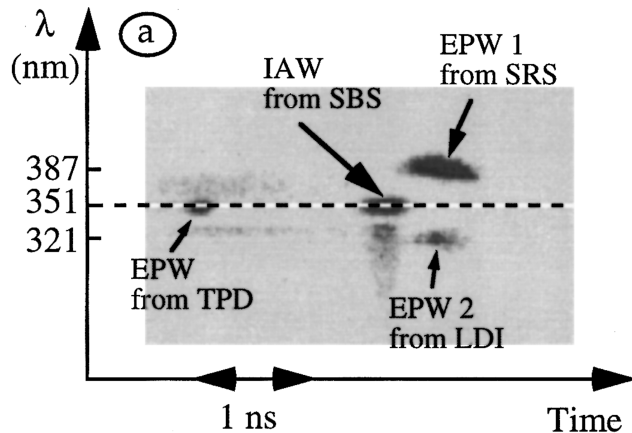 λ
(nm)
a
EPW 1
from SRS
IAW
from SBS
387
351
321
EPW
from TPD
EPW 2
from LDI
1 ns
Time